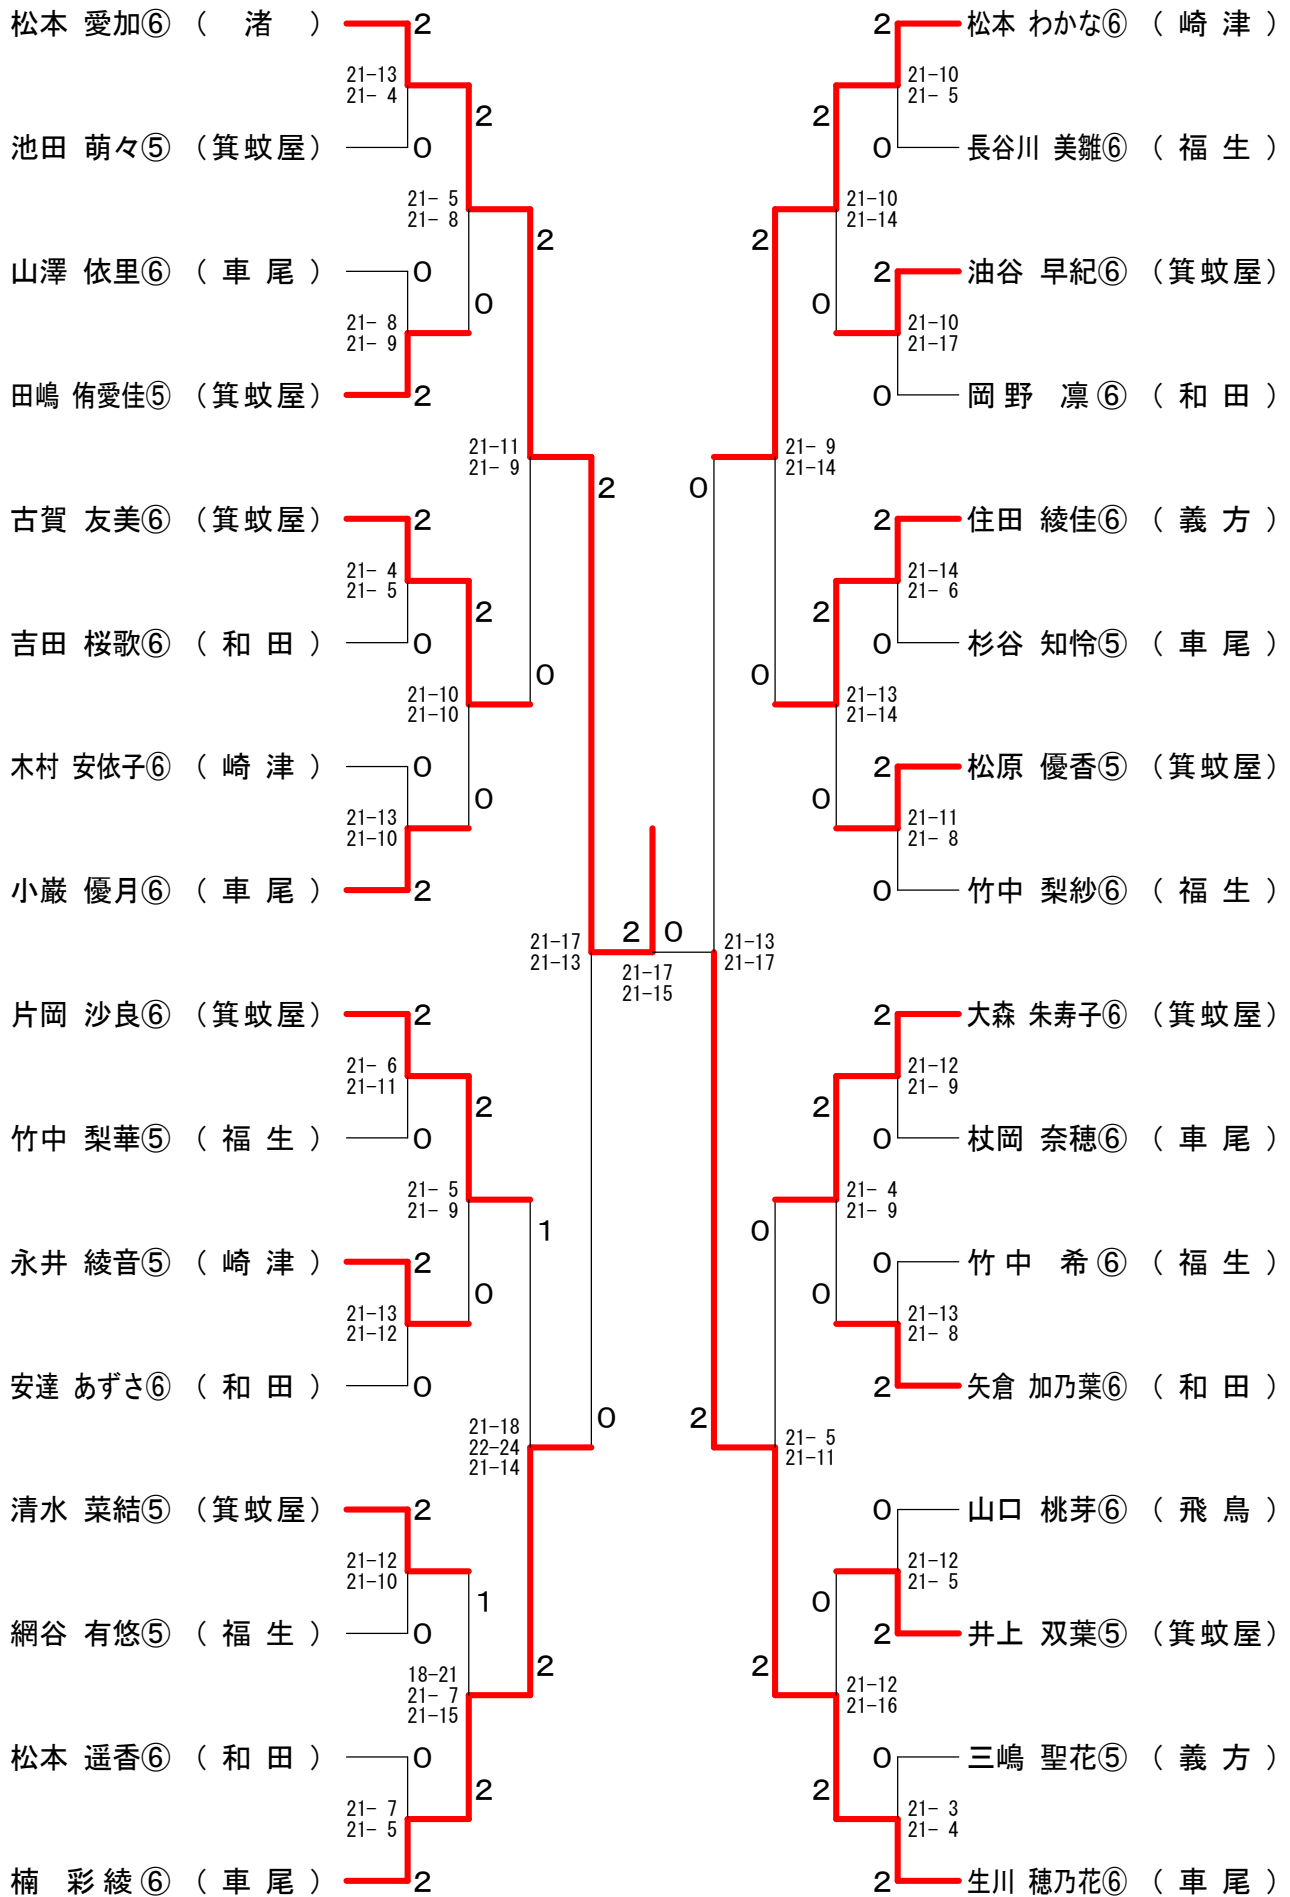 松本 愛加⑥ （ 渚 ） 2
21-13
21- 4
2
池田 萌々⑤ （箕蚊屋） 0
21- 5
21- 8
2
山澤 依里⑥ （ 車 尾 ） 0
0
21- 8
21- 9
田嶋 侑愛佳⑤ （箕蚊屋） 2
21-11
21- 9
2
古賀 友美⑥ （箕蚊屋） 2
21- 4
21- 5
2
吉田 桜歌⑥ （ 和 田 ） 0
0
21-10
21-10
木村 安依子⑥ （ 崎 津 ） 0
0
21-13
21-10
小巌 優月⑥ （ 車 尾 ） 2
21-17
21-13
片岡 沙良⑥ （箕蚊屋） 2
21- 6
21-11
2
竹中 梨華⑤ （ 福 生 ） 0
21- 5
21- 9
1
永井 綾音⑤ （ 崎 津 ） 2
0
21-13
21-12
安達 あずさ⑥ （ 和 田 ） 0
0
21-18
22-24
21-14
清水 菜結⑤ （箕蚊屋） 2
21-12
21-10
1
網谷 有悠⑤ （ 福 生 ） 0
2
18-21
21- 7
21-15
松本 遥香⑥ （ 和 田 ） 0
2
21- 7
21- 5
楠 彩綾⑥ （ 車 尾 ） 2
2 0
21-17
21-15
2 松本 わかな⑥ （ 崎 津 ）
21-10
21- 5
2
0 長谷川 美雛⑥ （ 福 生 ）
21-10
21-14
2
2 油谷 早紀⑥ （箕蚊屋）
0
21-10
21-17
0 岡野 凛⑥ （ 和 田 ）
21- 9
21-14
0
2 住田 綾佳⑥ （ 義 方 ）
21-14
21- 6
2
0 杉谷 知怜⑤ （ 車 尾 ）
0
21-13
21-14
2 松原 優香⑤ （箕蚊屋）
0
21-11
21- 8
0 竹中 梨紗⑥ （ 福 生 ）
21-13
21-17
2 大森 朱寿子⑥ （箕蚊屋）
21-12
21- 9
2
0 杖岡 奈穂⑥ （ 車 尾 ）
21- 4
21- 9
0
0 竹中 希⑥ （ 福 生 ）
0
21-13
21- 8
2 矢倉 加乃葉⑥ （ 和 田 ）
2
21- 5
21-11
0 山口 桃芽⑥ （ 飛 鳥 ）
21-12
21- 5
0
2 井上 双葉⑤ （箕蚊屋）
2
21-12
21-16
0 三嶋 聖花⑤ （ 義 方 ）
2
21- 3
21- 4
2 生川 穂乃花⑥ （ 車 尾 ）